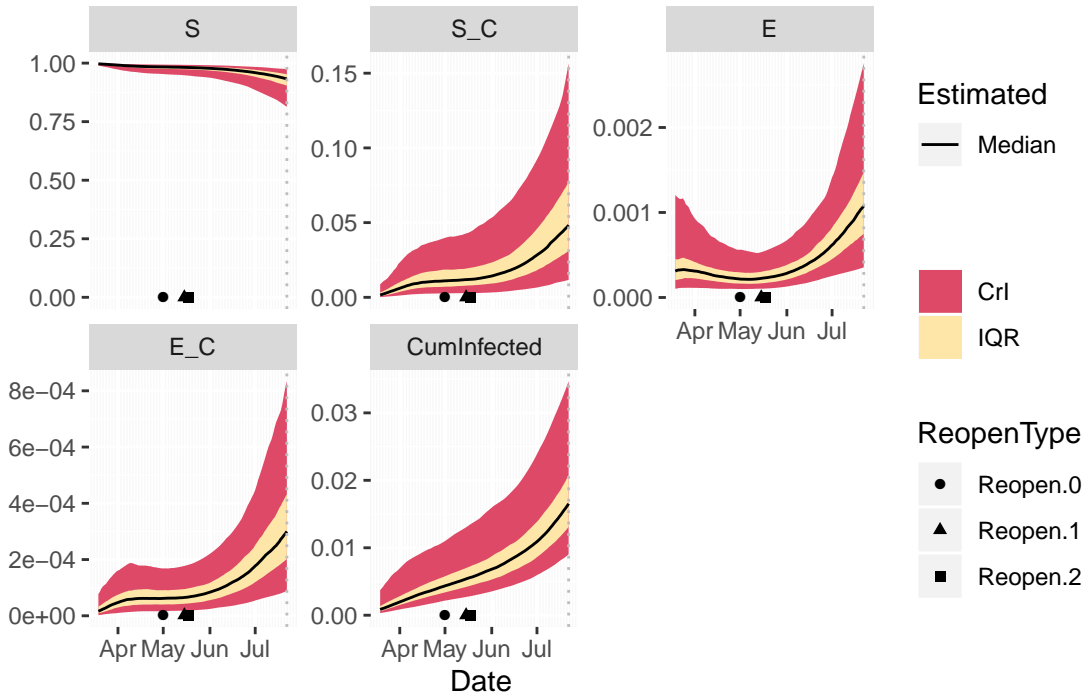 S
S_C
E
1.00
0.75
0.50
0.25
0.00
0.15
0.10
0.05
0.00
0.002
0.001
0.000
Apr May Jun Jul
E_C
CumInfected
8e−04
6e−04
4e−04
2e−04
0e+00
Apr May Jun Jul
0.03
0.02
0.01
0.00
Apr May Jun Jul
Date
Estimated
Median
CrI
IQR
ReopenType
Reopen.0
Reopen.1
Reopen.2